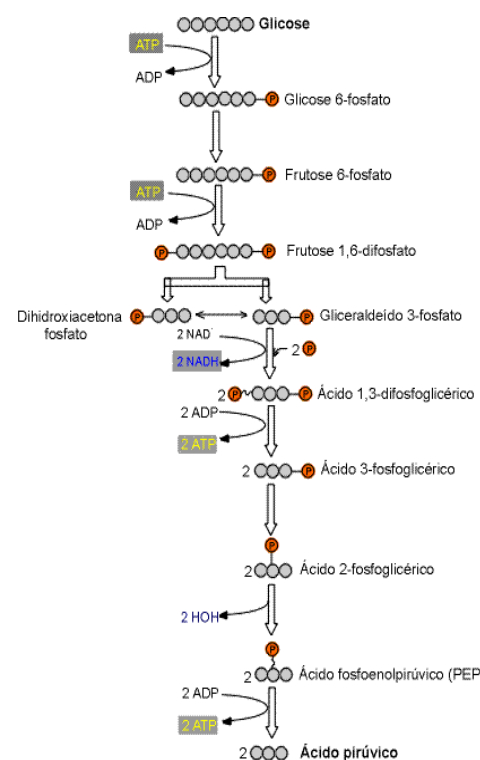 Glicose
ATP
ADP
P
Glicose 6-fosfato
P
Frutose 6-fosfato
ATP
ADP
P
P
Frutose 1,6-difosfato
Dihidroxiacetona
fosfato
P
P
Gliceraldeído 3-fosfato
2 NAD
2 P
2 NADH
2 P
P
Ácido 1,3-difosfoglicérico
2 ADP
2 ATP
2
P
Ácido 3-fosfoglicérico
P
2
Ácido 2-fosfoglicérico
2 HOH
P
2
Ácido fosfoenolpirúvico (PEP
2 ADP
2 ATP
2
Ácido pirúvico